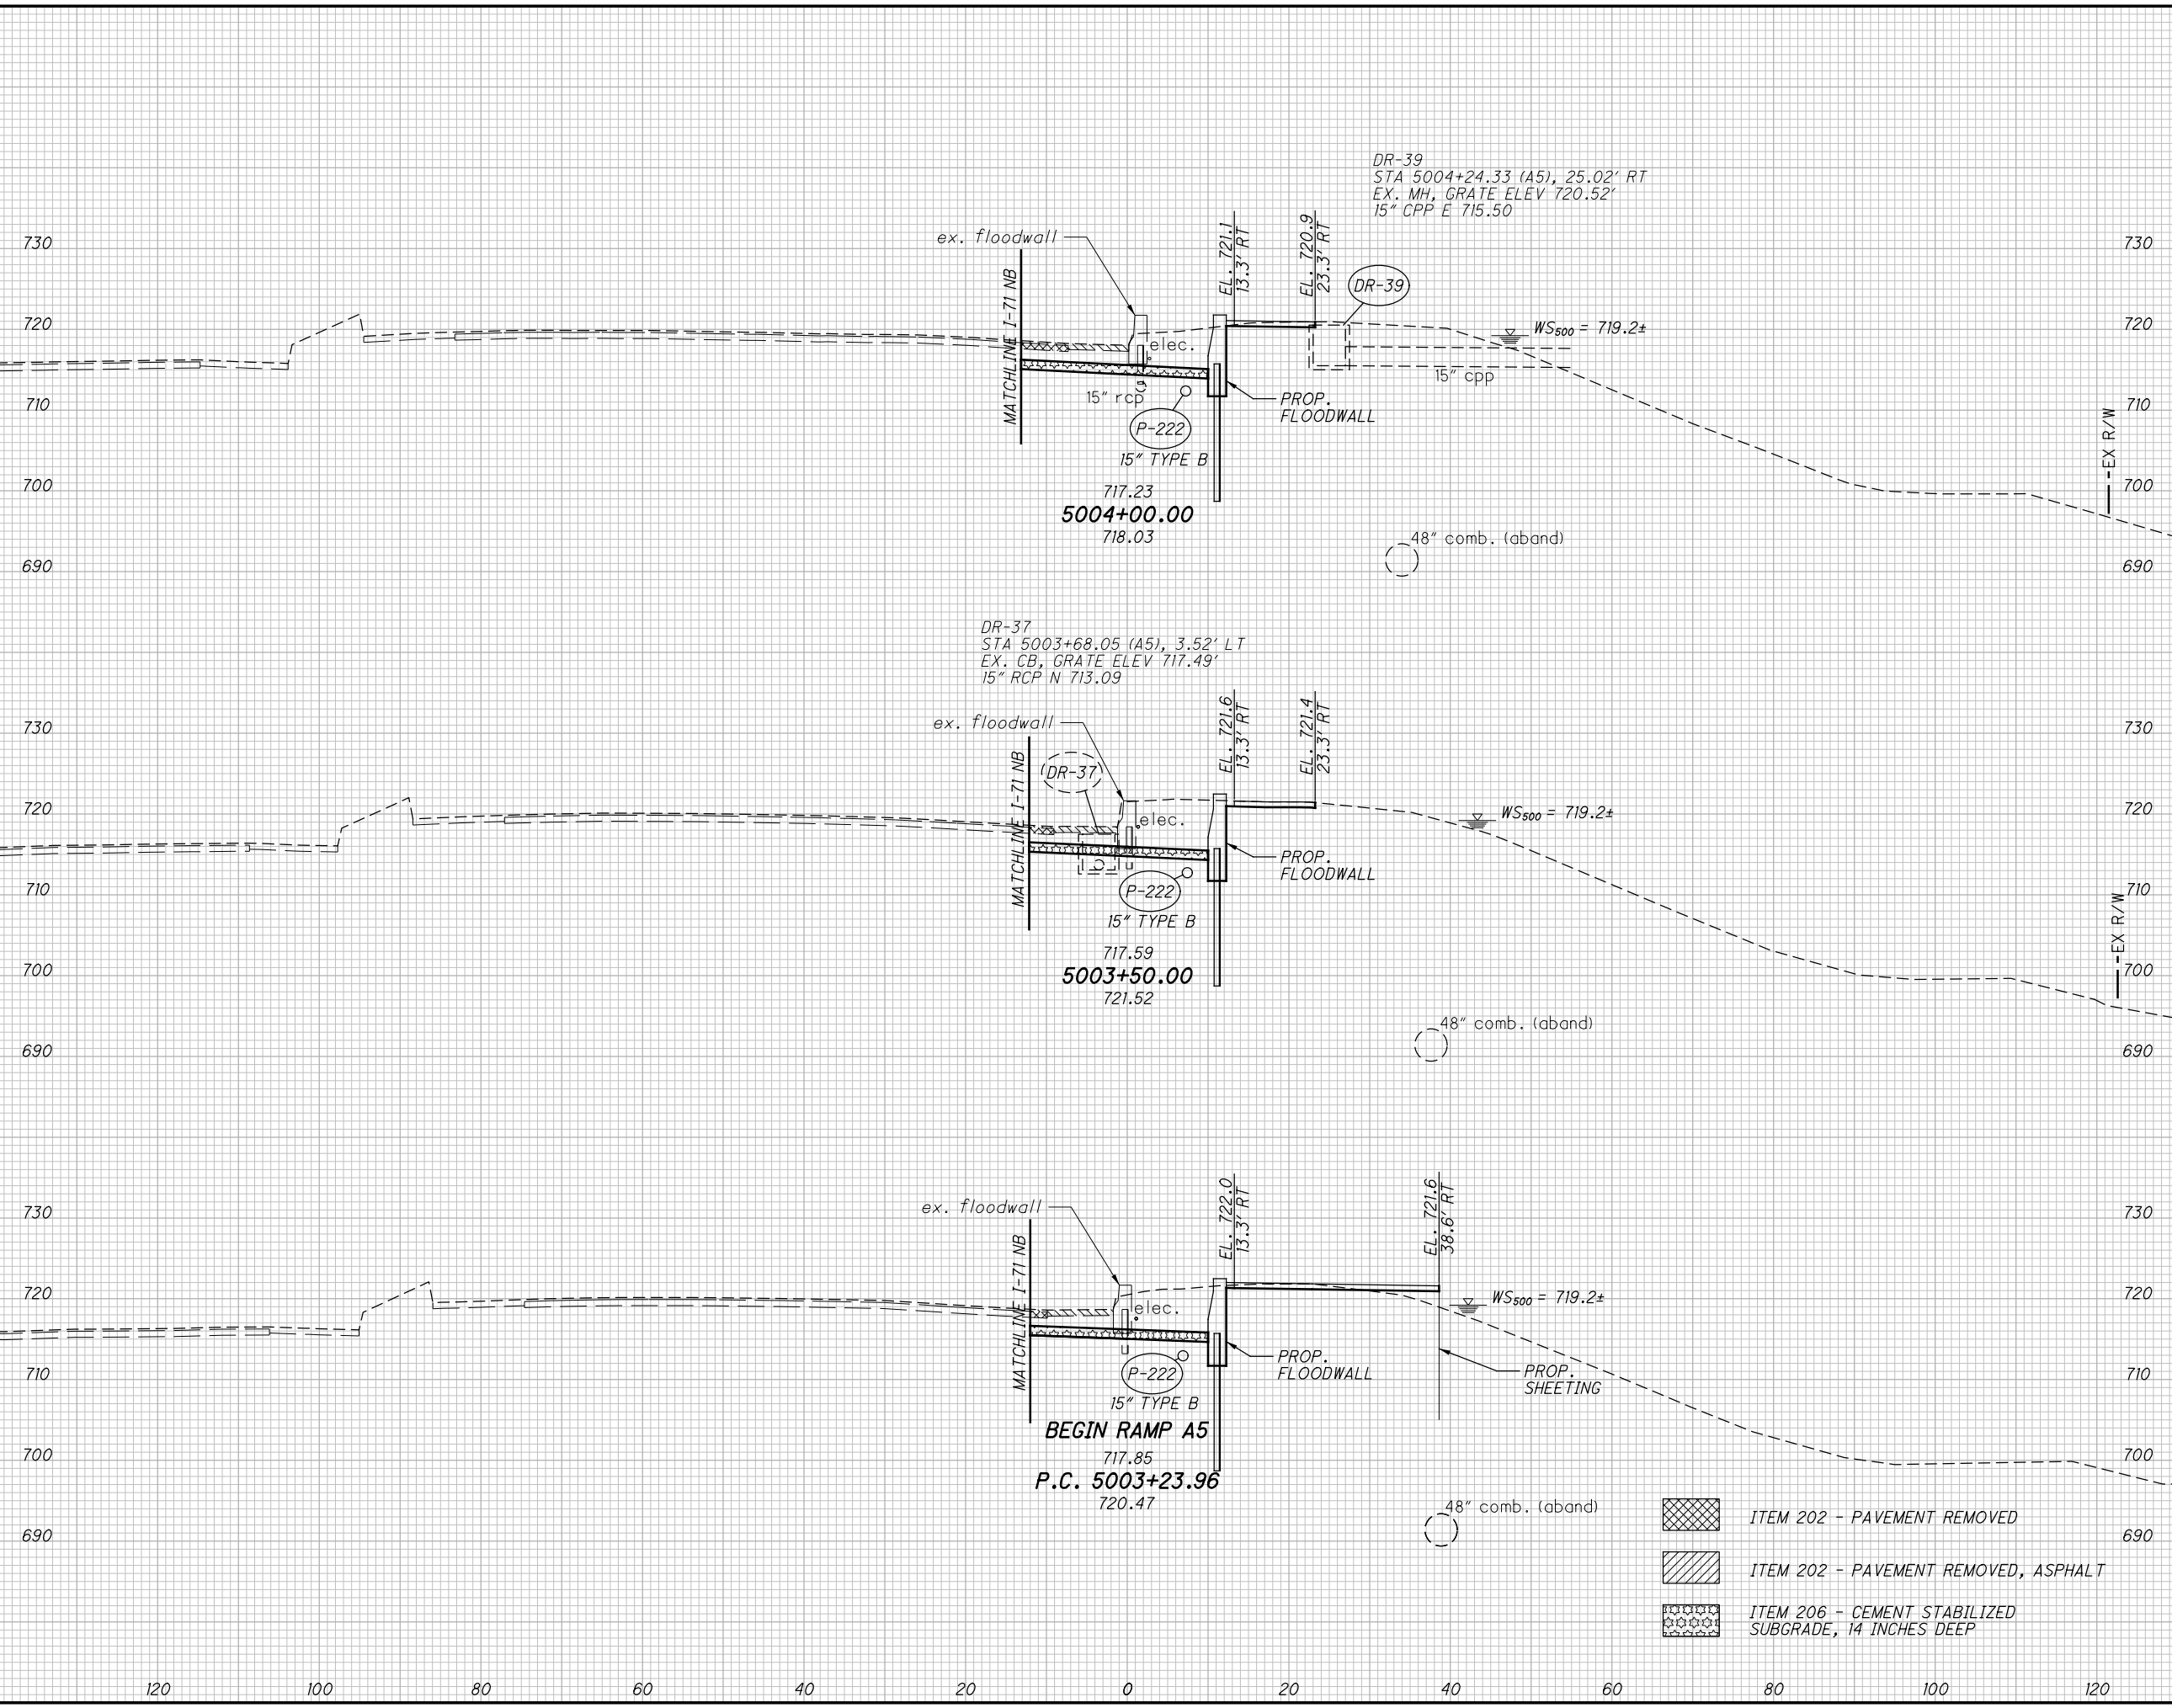 DR-39
STA 5004+24.33 (A5), 25.02' RT
EX. MH, GRATE ELEV 720.52'
15" CPP E 715.50
730
ex. floodwall
MATCHLINE I-71 NB
EL. 721.1
13.3' RT
EL. 720.9
23.3' RT
DR-39
730
720
elec.
WS500 = 719.2±
720
15" cpp
710
15" rcp
PROP.
FLOODWALL
710
P-222
15" TYPE B
EX R/W
700
717.23
700
5004+00.00
718.03
48" comb. (aband)
690
690
DR-37
STA 5003+68.05 (A5), 3.52' LT
EX. CB, GRATE ELEV 717.49'
15" RCP N 713.09
730
ex. floodwall
MATCHLINE I-71 NB
EL. 721.6
13.3' RT
EL. 721.4
23.3' RT
730
DR-37
720
elec.
WS500 = 719.2±
720
PROP.
FLOODWALL
710
P-222
710
15" TYPE B
EX R/W
717.59
700
5003+50.00
700
721.52
48" comb. (aband)
690
690
730
ex. floodwall
MATCHLINE I-71 NB
EL. 722.0
13.3' RT
EL. 721.6
38.6' RT
730
720
elec.
WS500 = 719.2±
720
PROP.
FLOODWALL
710
P-222
PROP.
SHEETING
710
15" TYPE B
BEGIN RAMP A5
700
717.85
700
P.C. 5003+23.96
720.47
48" comb. (aband)
690
690
ITEM 202 - PAVEMENT REMOVED
ITEM 202 - PAVEMENT REMOVED, ASPHALT
ITEM 206 - CEMENT STABILIZED
SUBGRADE, 14 INCHES DEEP
120 100 80 60 40 20 0 20 40 60 80 100 120